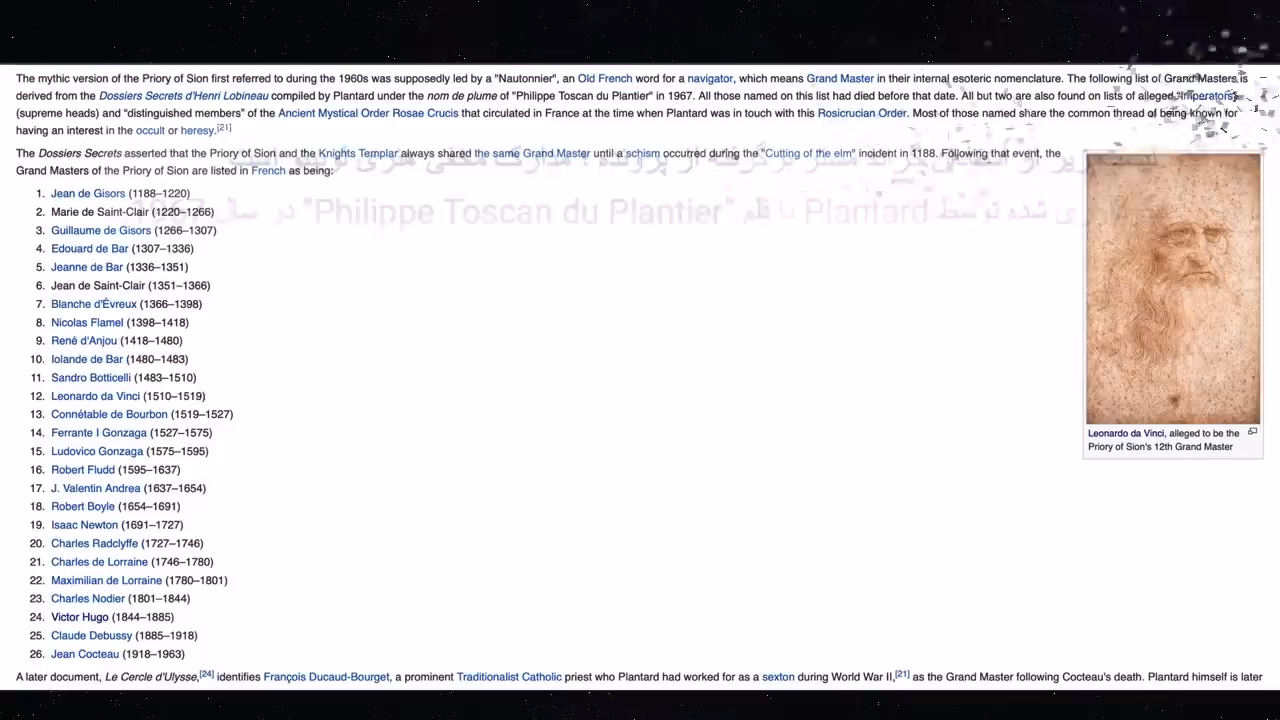 The mythic version of the Priory of Sion first referred to during the 1960s was supposedly led by a "Nautonnier", an Old French word for a navigator, which means Grand Master in their internal esoteric nomenclature. The following list of Grand Masters is
derived from the Dossiers Secrets d'Henri Lobineau compiled by Plantard under the nom de plume of "Philippe Toscan du Plantier" in 1967. All those named on this list had died before that date. All but two are also found on lists of alleged "Imperators"
(supreme heads) and "distinguished members" of the Ancient Mystical Order Rosae Crucis that circulated in France at the time when Plantard was in touch with this Rosicrucian Order. Most of those named share the common thread of being known for
having an interest in the occult or heresy.[21]
The Dossiers Secrets asserted that the Priory of Sion and the Knights Templar always shared the same Grand Master until a schism occurred during the "Cutting of the elm" incident in 1188. Following that event, the
Grand Masters of the Priory of Sion are listed in French as being:
1. Jean de Gisors (1188–1220)
2. Marie de Saint-Clair (1220–1266)
3. Guillaume de Gisors (1266–1307)
4. Edouard de Bar (1307–1336)
5. Jeanne de Bar (1336–1351)
6. Jean de Saint-Clair (1351–1366)
7. Blanche d'Évreux (1366–1398)
8. Nicolas Flamel (1398–1418)
9. René d'Anjou (1418–1480)
10. Iolande de Bar (1480–1483)
11. Sandro Botticelli (1483–1510)
12. Leonardo da Vinci (1510–1519)
13. Connétable de Bourbon (1519–1527)
14. Ferrante I Gonzaga (1527–1575)
15. Ludovico Gonzaga (1575–1595)
16. Robert Fludd (1595–1637)
17. J. Valentin Andrea (1637–1654)
18. Robert Boyle (1654–1691)
19. Isaac Newton (1691–1727)
20. Charles Radclyffe (1727–1746)
21. Charles de Lorraine (1746–1780)
22. Maximilian de Lorraine (1780–1801)
23. Charles Nodier (1801–1844)
24. Victor Hugo (1844–1885)
25. Claude Debussy (1885–1918)
26. Jean Cocteau (1918–1963)
شده توسط Plantard با قلم "Philippe Toscan du Plantier" در سال 1967
Leonardo da Vinci, alleged to be the
Priory of Sion's 12th Grand Master
A later document, Le Cercle d'Ulysse,[24] identifies François Ducaud-Bourget, a prominent Traditionalist Catholic priest who Plantard had worked for as a sexton during World War II,[21] as the Grand Master following Cocteau's death. Plantard himself is later